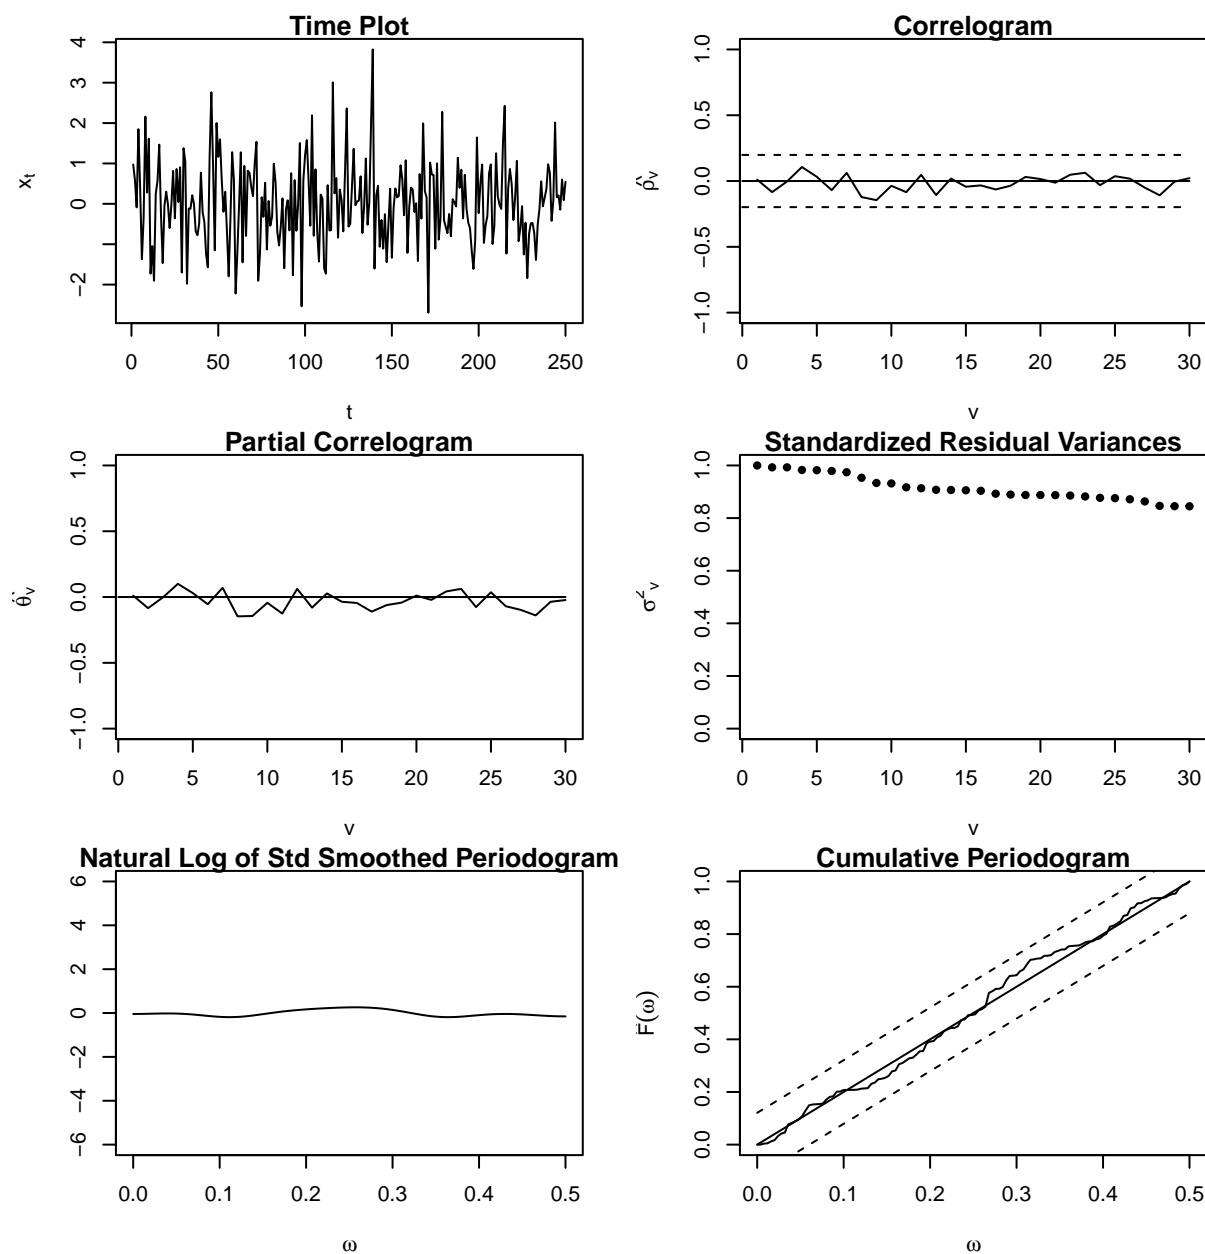 Time Plot
x_t
4
3
2
1
0
−2
0 50 100 150 200 250
t
Correlogram
ρ̂_v
1.0
0.5
0.0
−0.5
−1.0
0 5 10 15 20 25 30
v
Partial Correlogram
θ̂_v
1.0
0.5
0.0
−0.5
−1.0
0 5 10 15 20 25 30
v
Standardized Residual Variances
σ̂²_v
1.0
0.8
0.6
0.4
0.2
0.0
0 5 10 15 20 25 30
v
Natural Log of Std Smoothed Periodogram
6
4
2
0
−2
−4
−6
0.0 0.1 0.2 0.3 0.4 0.5
ω
Cumulative Periodogram
F̂(ω)
1.0
0.8
0.6
0.4
0.2
0.0
0.0 0.1 0.2 0.3 0.4 0.5
ω